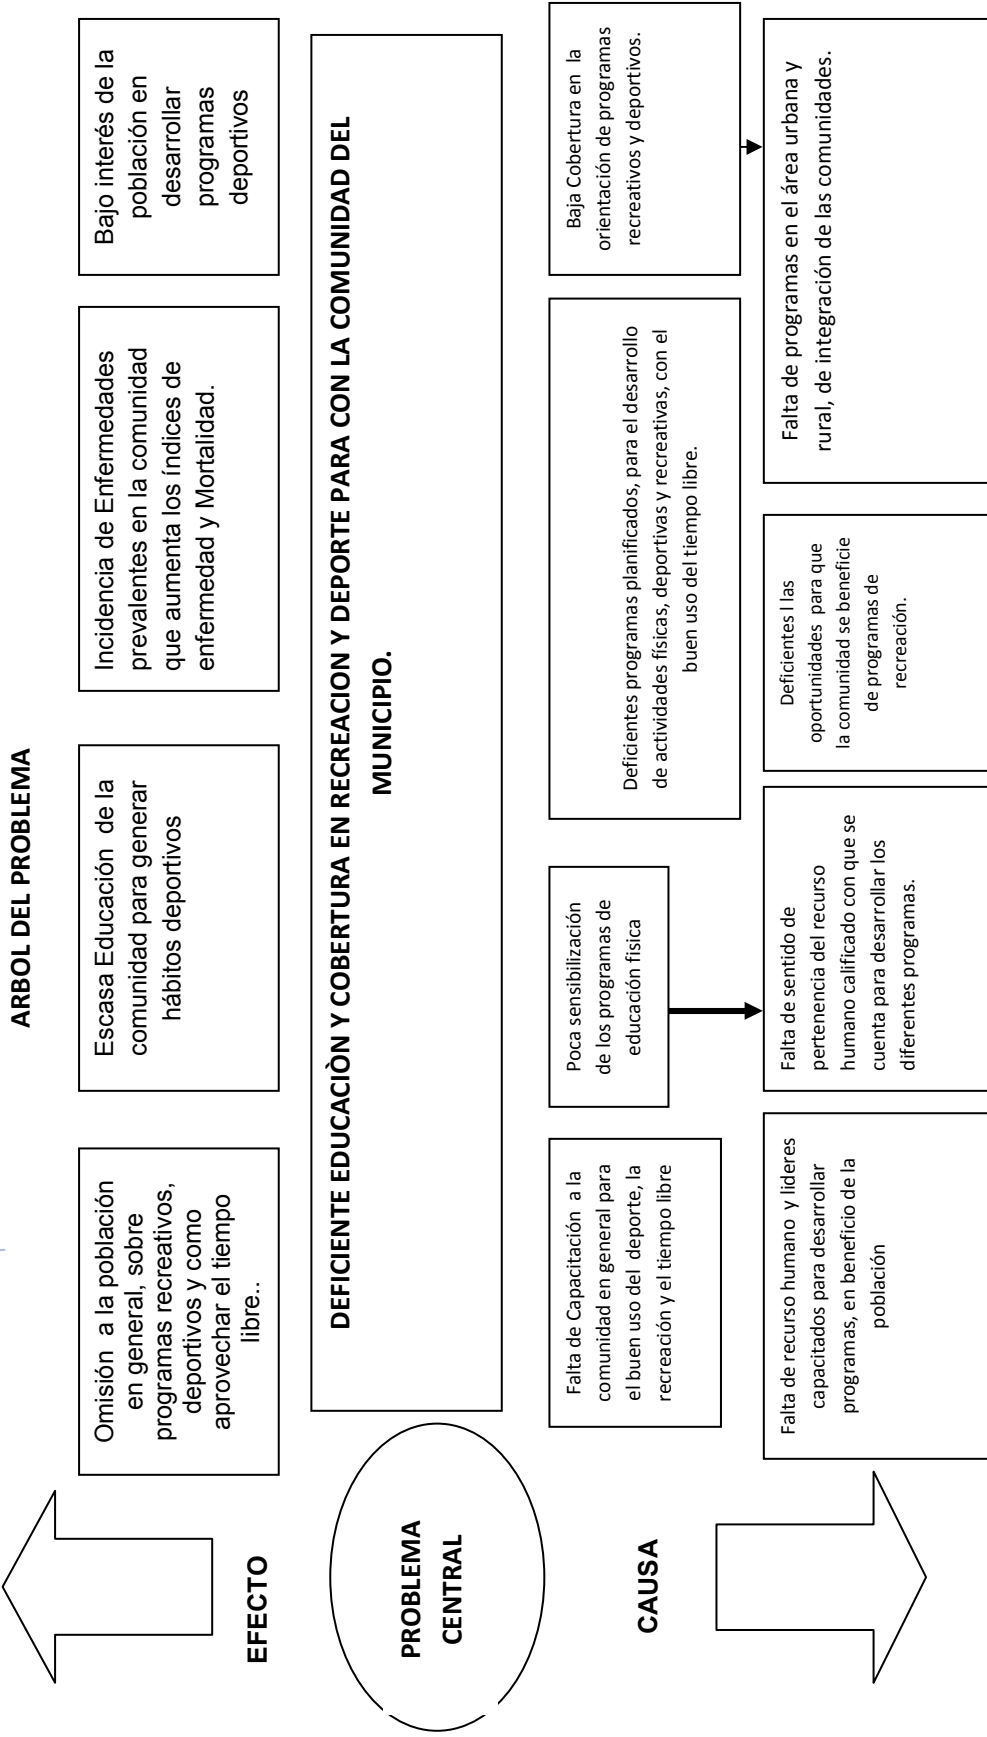 ARBOL DEL PROBLEMA
EFECTO
Omisión a la población
en general, sobre
programas recreativos,
deportivos y como
aprovechar el tiempo
libre..
Escasa Educación de la
comunidad para generar
hábitos deportivos
Incidencia de Enfermedades
prevalentes en la comunidad
que aumenta los índices de
enfermedad y Mortalidad.
Bajo interés de la
población en
desarrollar
programas
deportivos
PROBLEMA
CENTRAL
DEFICIENTE EDUCACIÒN Y COBERTURA EN RECREACION Y DEPORTE PARA CON LA COMUNIDAD DEL
MUNICIPIO.
CAUSA
Falta de Capacitación a la
comunidad en general para
el buen uso del deporte, la
recreación y el tiempo libre
Poca sensibilización
de los programas de
educación fisica
Deficientes programas planificados, para el desarrollo
de actividades físicas, deportivas y recreativas, con el
buen uso del tiempo libre.
Baja Cobertura en la
orientación de programas
recreativos y deportivos.
Falta de recurso humano y lideres
capacitados para desarrollar
programas, en beneficio de la
población
Falta de sentido de
pertenencia del recurso
humano calificado con que se
cuenta para desarrollar los
diferentes programas.
Deficientes l las
oportunidades para que
la comunidad se beneficie
de programas de
recreación.
Falta de programas en el área urbana y
rural, de integración de las comunidades.